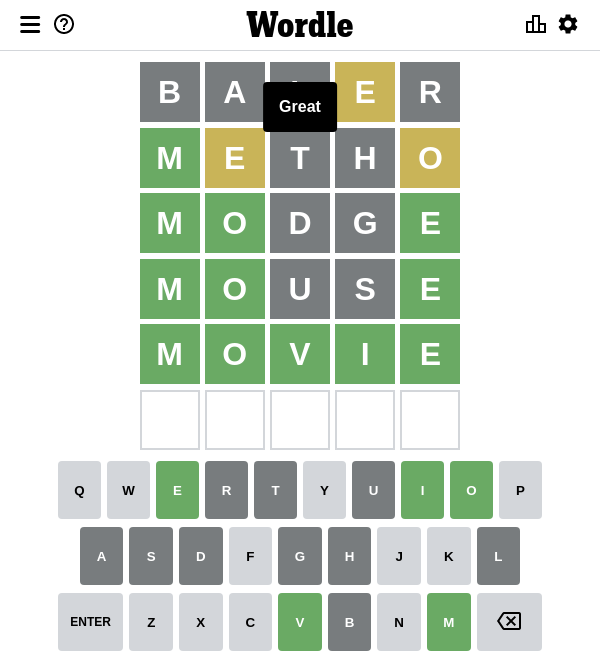 Wordle
B A E R
Great
M E T H O
M O D G E
M O U S E
M O V I E
Q W E R T Y U I O P
A S D F G H J K L
ENTER Z X C V B N M